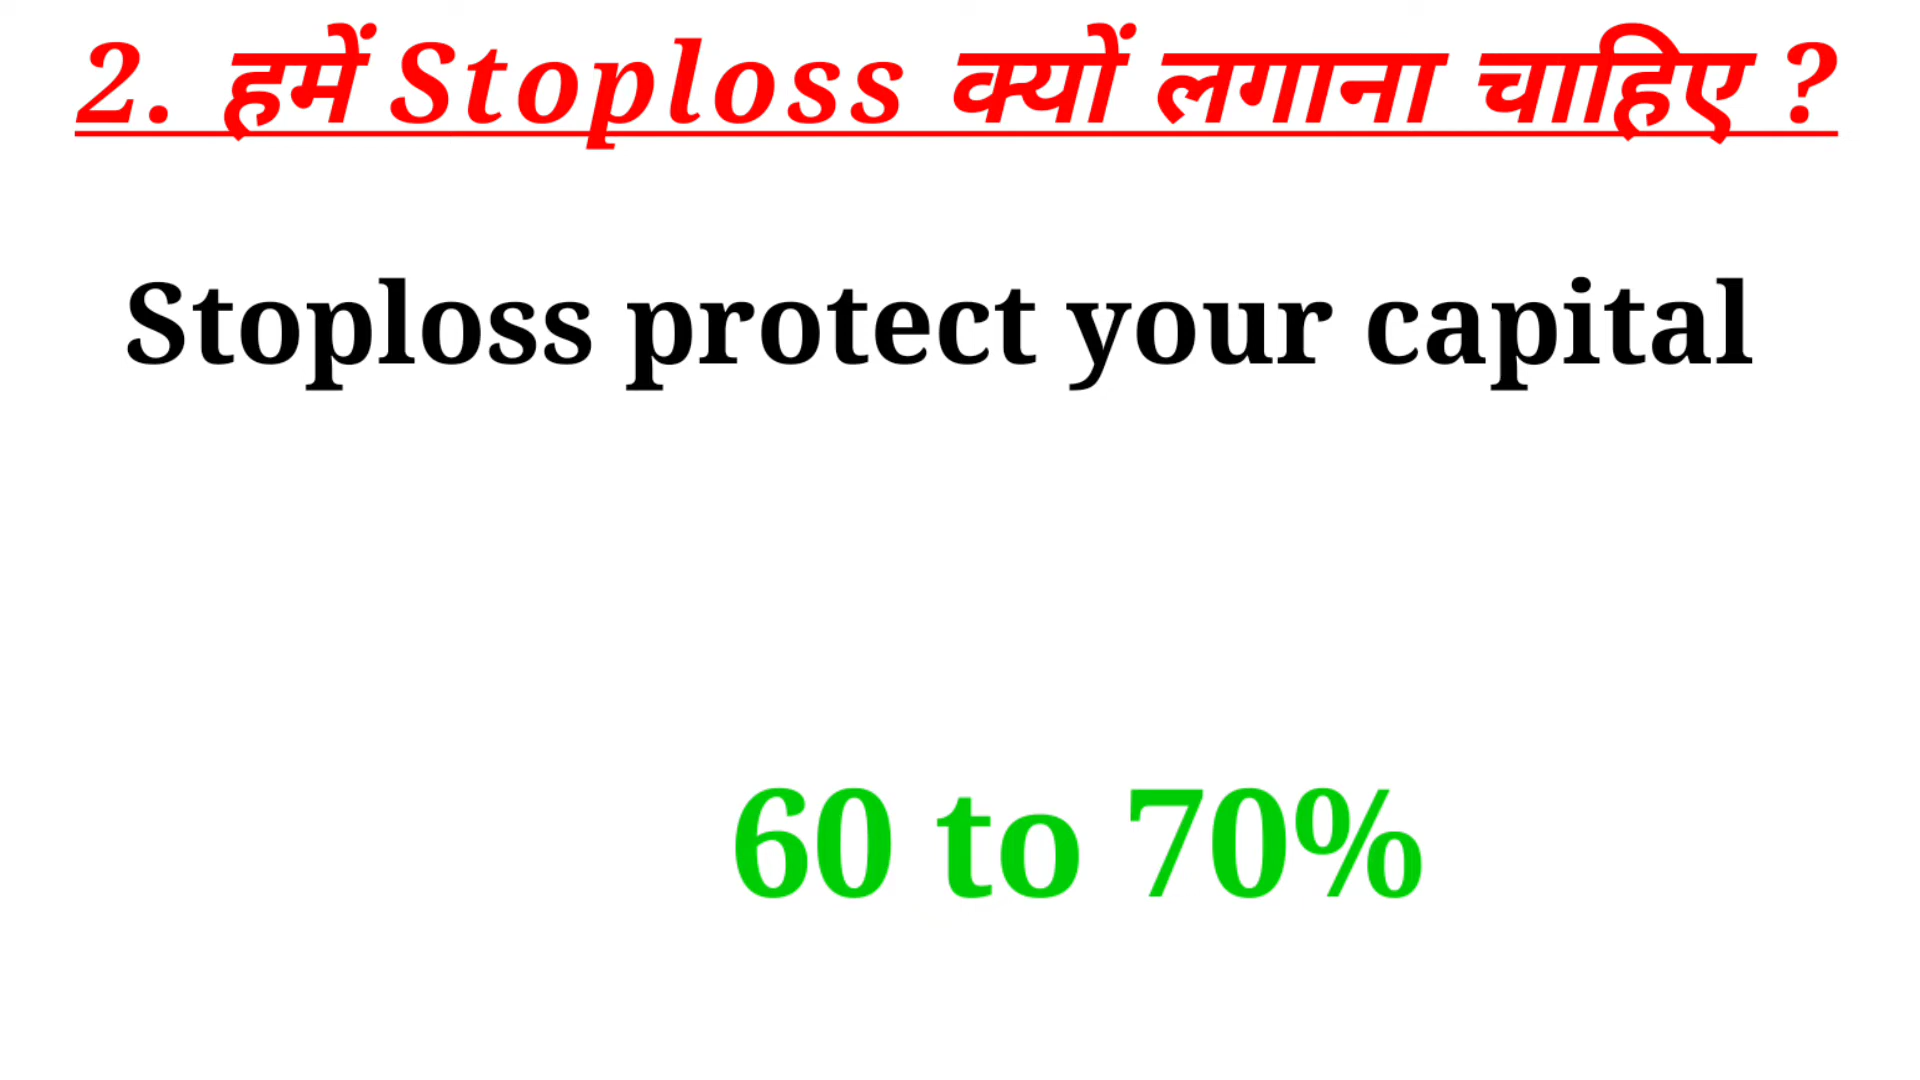 2. हमें Stoploss क्यों लगाना चाहिए ?
Stoploss protect your capital
60 to 70%